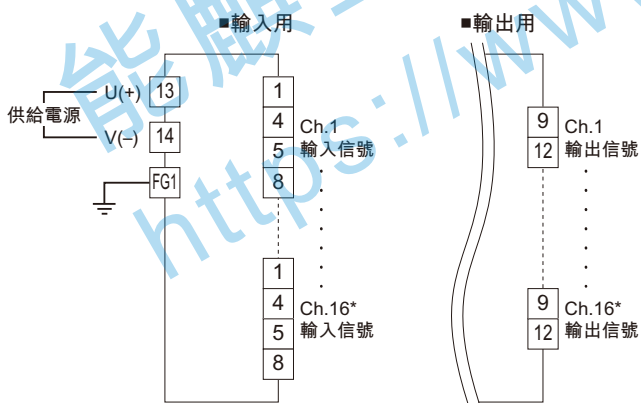 ■輸入用
供給電源
U(+)
V(–)
13
14
FG1
1
4
5
8
Ch.1
輸入信號
1
4
5
8
Ch.16*
輸入信號
■輸出用
9
12
Ch.1
輸出信號
9
12
Ch.16*
輸出信號
能願
https://www